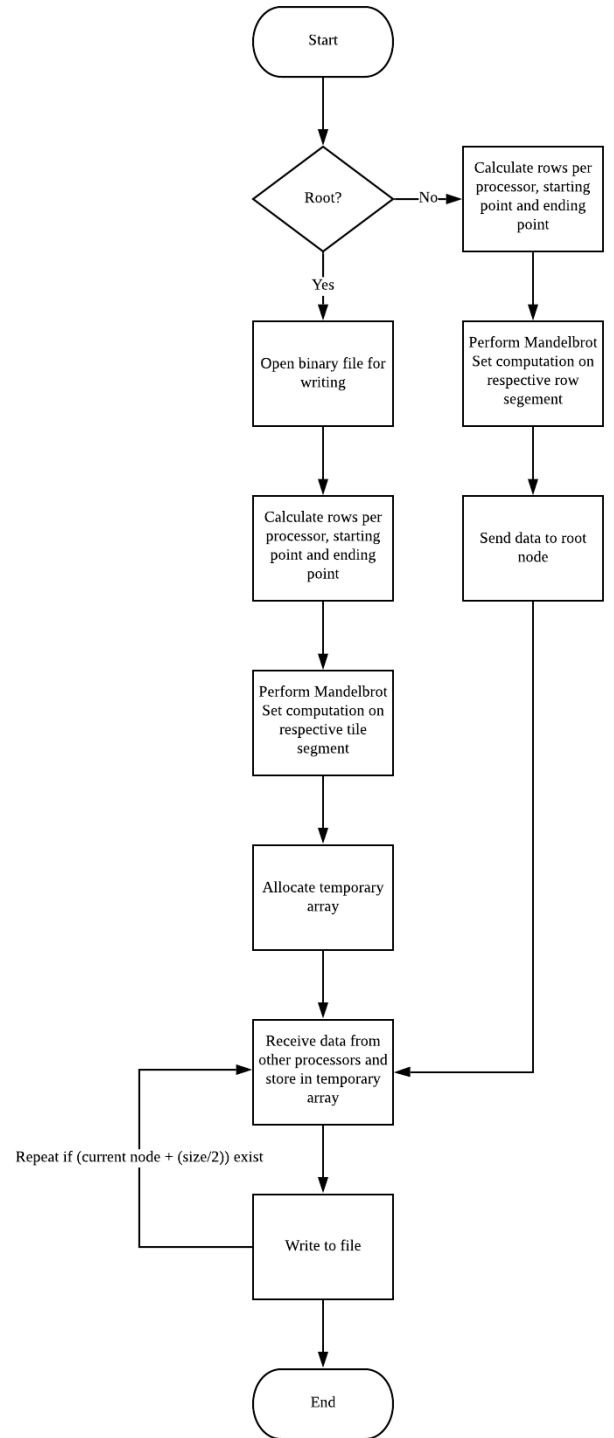 Start
Root?
No
Calculate rows per
processor, starting
point and ending
point
Yes
Open binary file for
writing
Perform Mandelbrot
Set computation on
respective row
segement
Calculate rows per
processor, starting
point and ending
point
Send data to root
node
Perform Mandelbrot
Set computation on
respective tile
segment
Allocate temporary
array
Receive data from
other processors and
store in temporary
array
Repeat if (current node + (size/2)) exist
Write to file
End